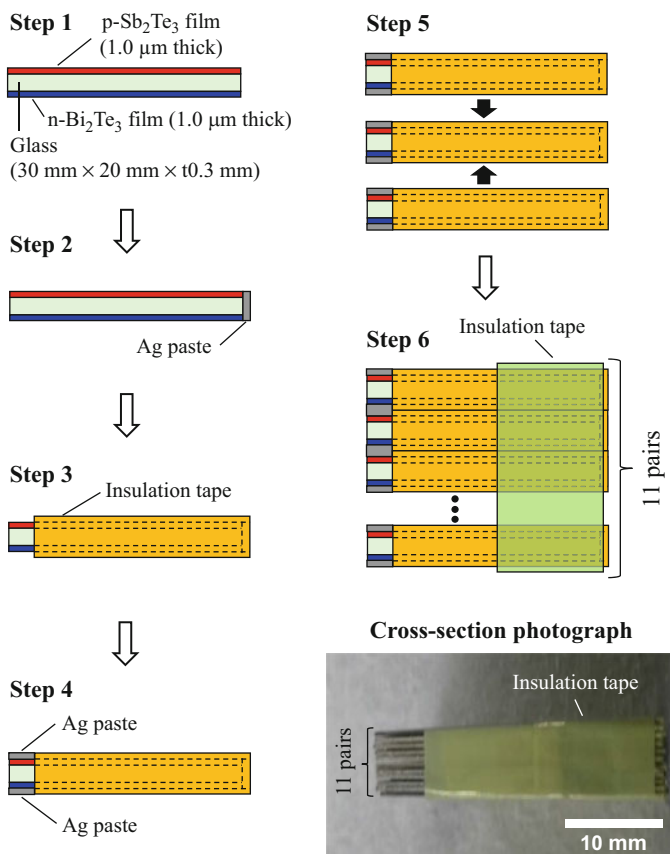 Step 1
p-Sb2Te3 film
(1.0 µm thick)
n-Bi2Te3 film (1.0 µm thick)
Glass
(30 mm × 20 mm × t0.3 mm)
Step 2
Ag paste
Step 3
Insulation tape
Step 4
Ag paste
Ag paste
Step 5
Step 6
Insulation tape
11 pairs
Cross-section photograph
Insulation tape
11 pairs
10 mm